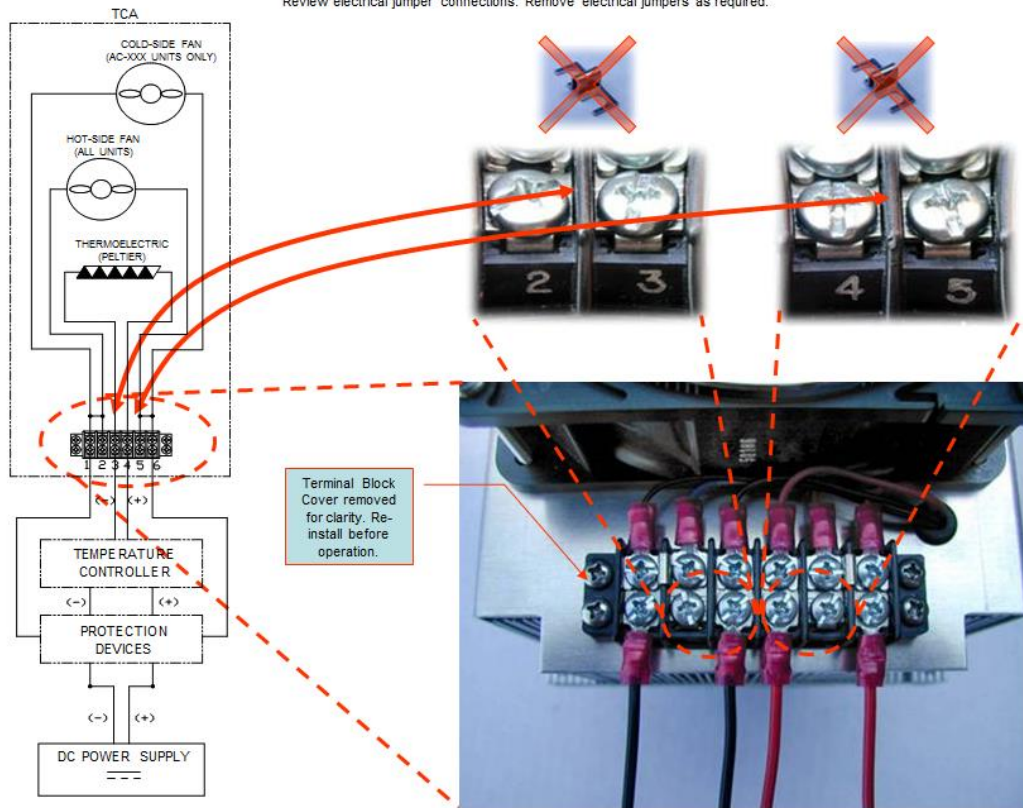 Review electrical jumper connections. Remove electrical jumpers as required.
TCA
COLD-SIDE FAN
(AC-XXX UNITS ONLY)
HOT-SIDE FAN
(ALL UNITS)
THERMOELECTRIC
(PELTIER)
2 3
4 5
1 2 3 4 5 6
(-) (+)
TEMPERATURE
CONTROLLER
(-) (+)
PROTECTION
DEVICES
(-) (+)
DC POWER SUPPLY
Terminal Block
Cover removed
for clarity. Re-
install before
operation.